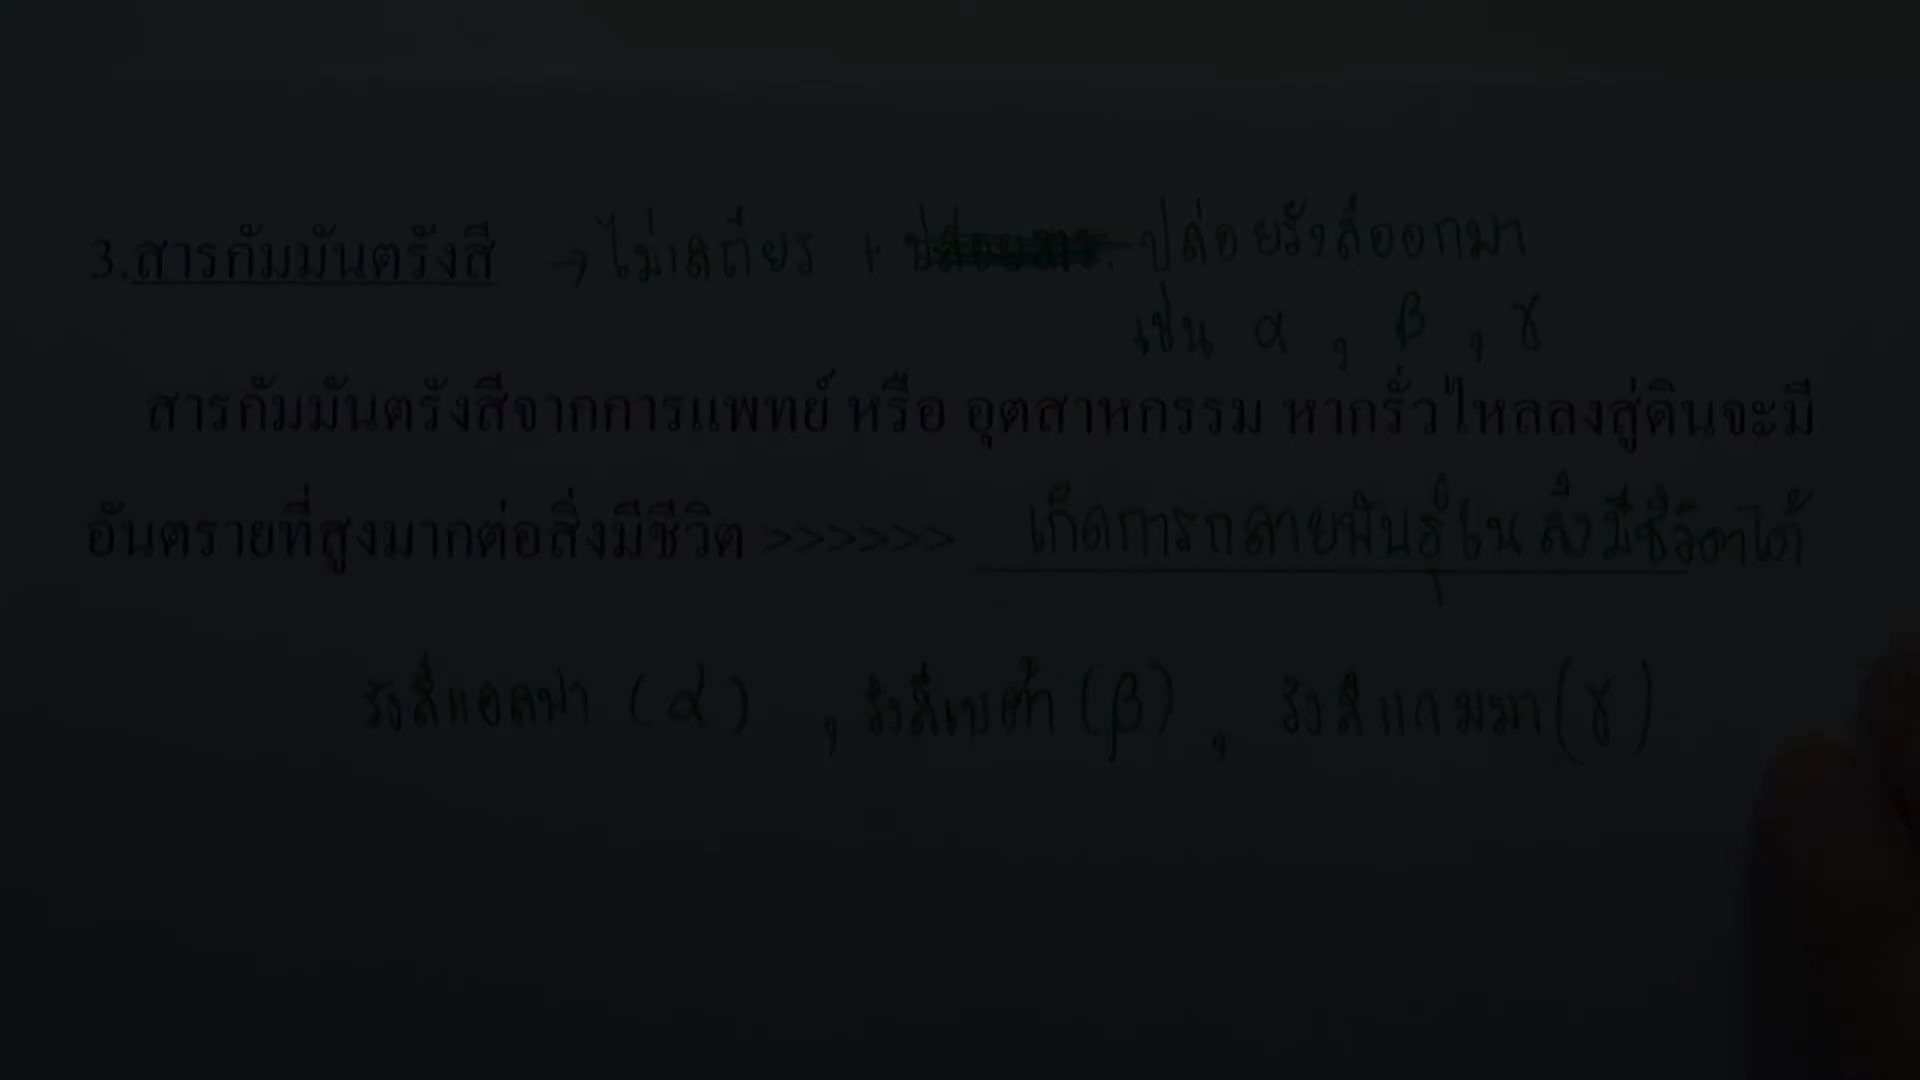 3.สารกัมมันตรังสี → ไม่เสถียร + ปล่อยรังสีออกมา
เช่น α , β , γ
สารกัมมันตรังสีจากการแพทย์ หรือ อุตสาหกรรม หากรั่วไหลลงสู่ดินจะมี
อันตรายที่สูงมากต่อสิ่งมีชีวิต >>>>>> เกิดการกลายพันธุ์ใน สิ่งมีชีวิตได้
รังสีแอลฟา (α) , รังสีเบต้า (β) , รังสีแกมมา (γ)